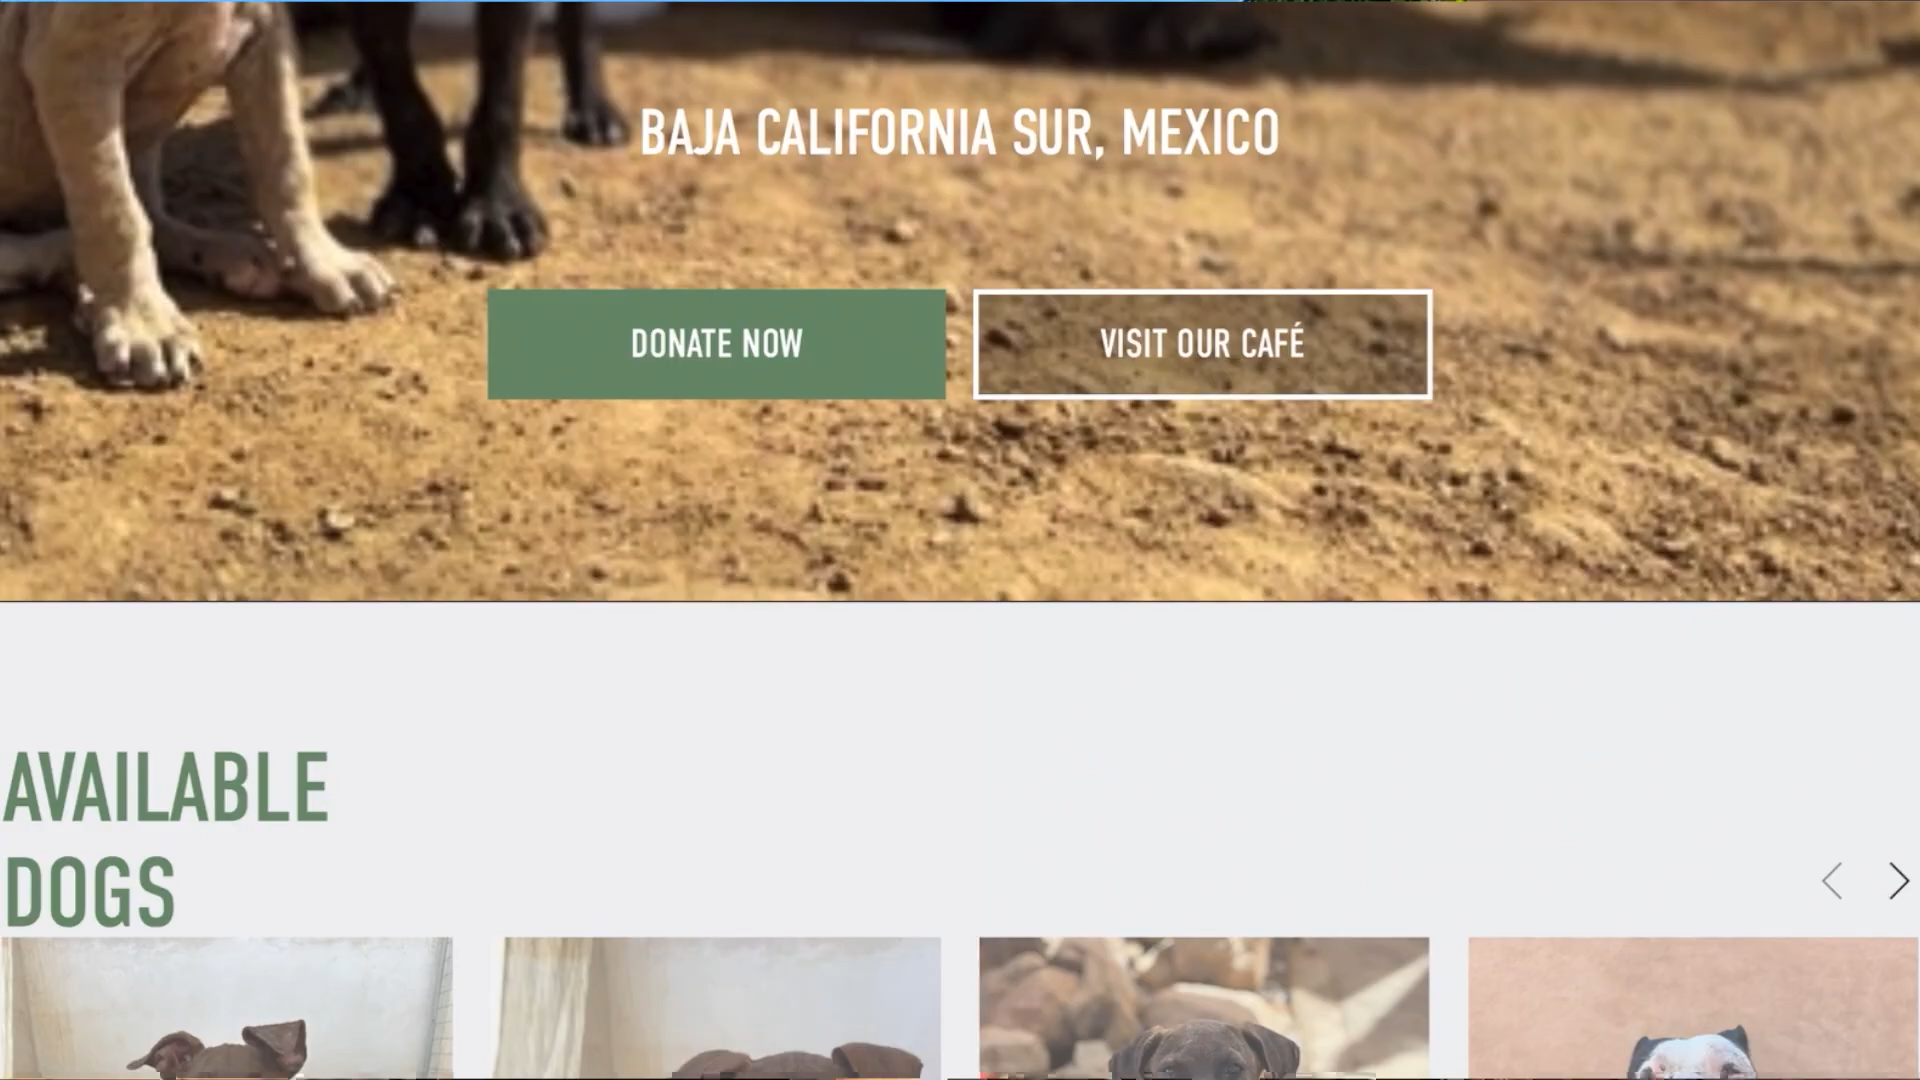 BAJA CALIFORNIA SUR, MEXICO
DONATE NOW
VISIT OUR CAFÉ
AVAILABLE
DOGS